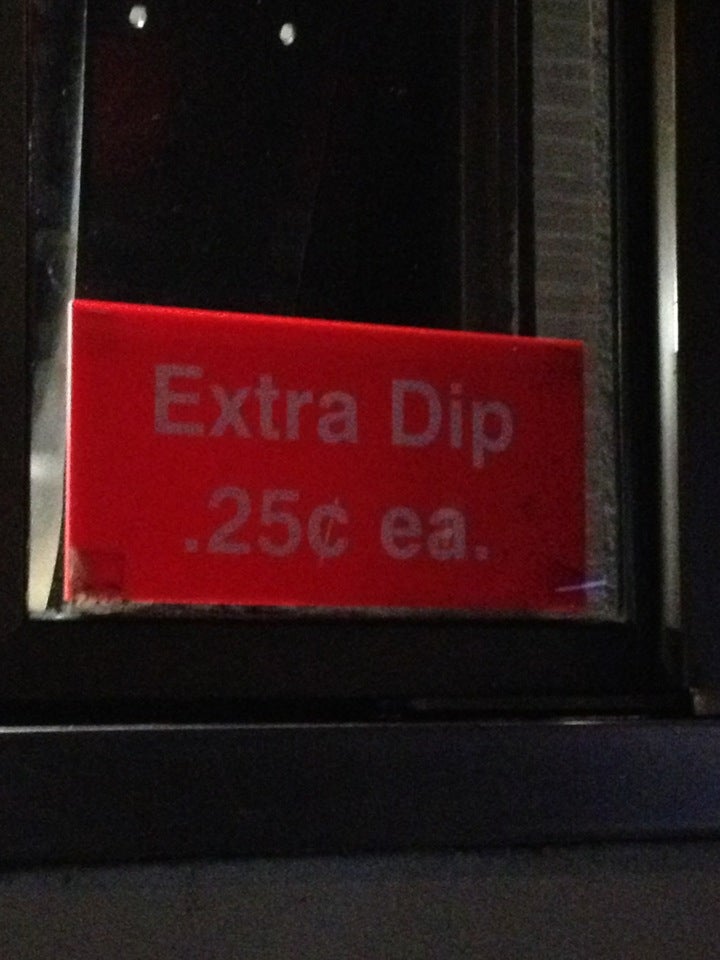 Extra Dip
.25¢ ea.